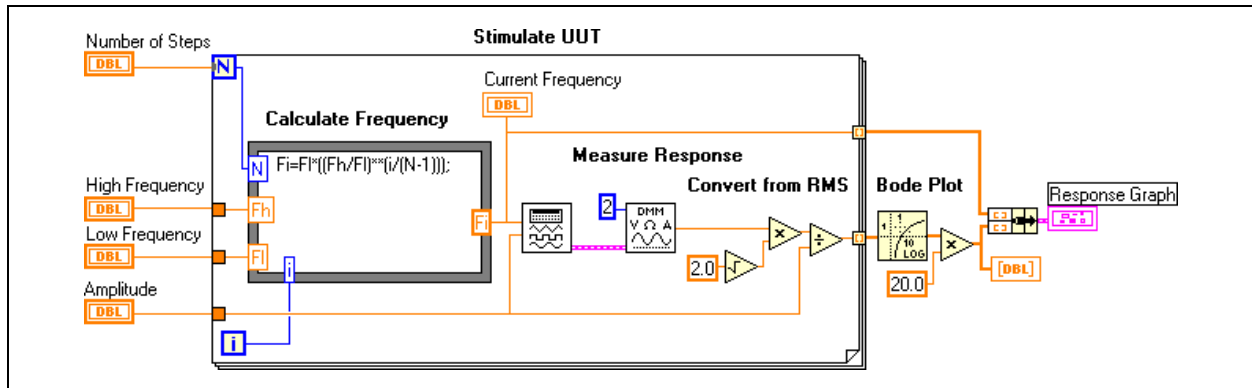 Number of Steps
DBL
Stimulate UUT
N
Current Frequency
DBL
Calculate Frequency
N
Fi=Fl*((Fh/Fl)**(i/(N-1)));
Measure Response
High Frequency
DBL
Fh
Convert from RMS
Bode Plot
Response Graph
Low Frequency
DBL
Fl
Fi
2
DMM
V Ω A
1
1
10
LOG
i
2.0
20.0
[DBL]
Amplitude
DBL
i